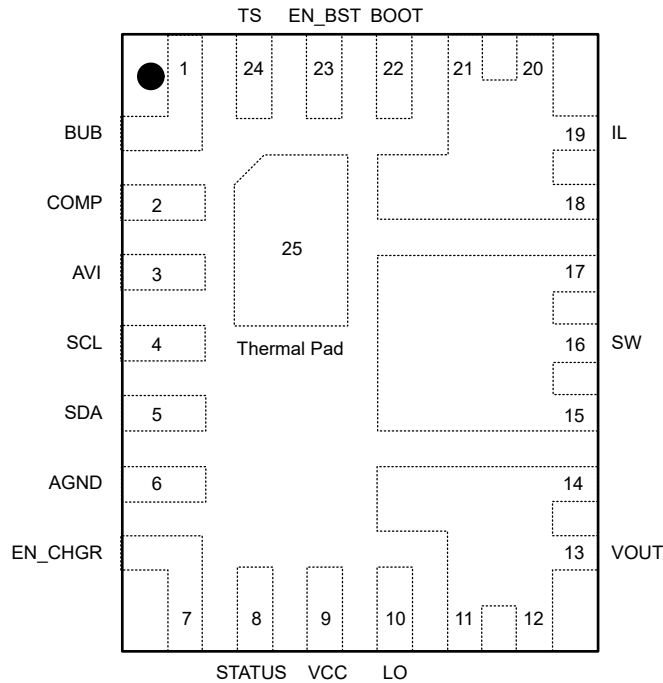 TS EN_BST BOOT
1 24 23 22 21 20
BUB 19 IL
COMP 2 18
25
AVI 3 17
SCL 4 Thermal Pad 16 SW
SDA 5 15
AGND 6 14
EN_CHGR 13 VOUT
7 8 9 10 11 12
STATUS VCC LO